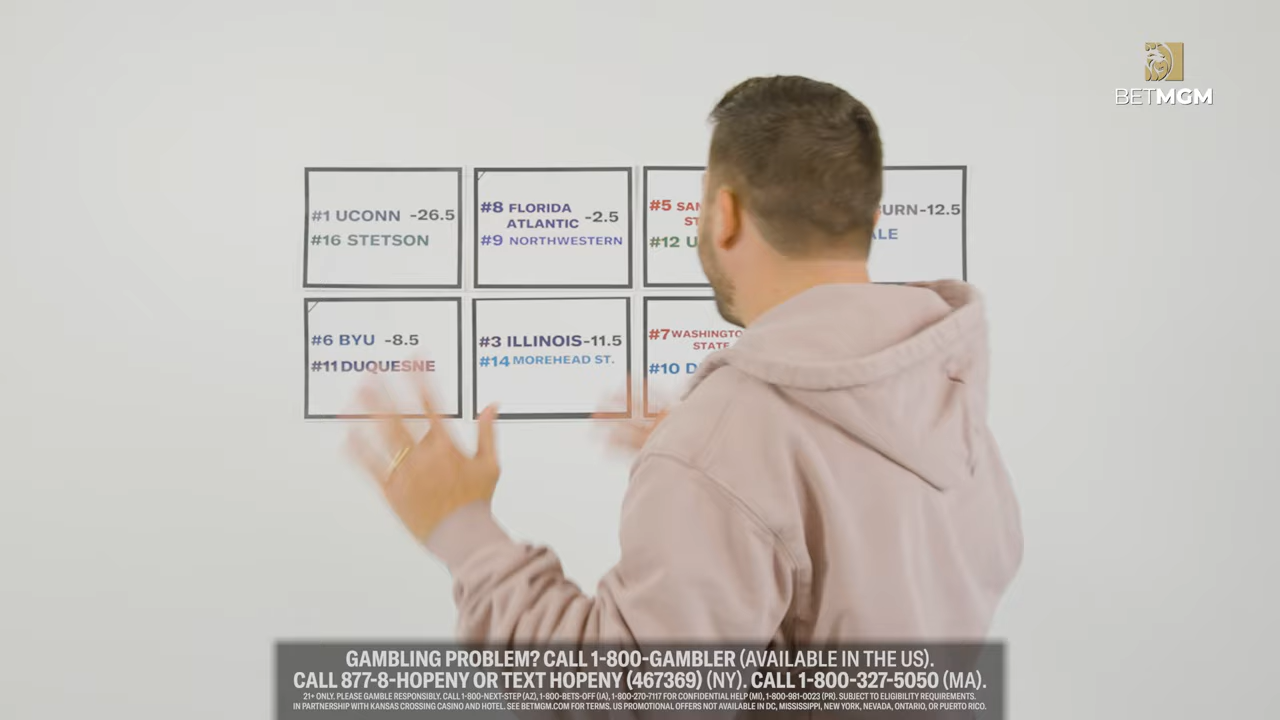 BETMGM
#1 UCONN -26.5
#16 STETSON
#8 FLORIDA
ATLANTIC -2.5
#9 NORTHWESTERN
#5
#12
-12.5
#6 BYU -8.5
#11 DUQUESNE
#3 ILLINOIS -11.5
#14 MOREHEAD ST.
#7
STATE
#10
GAMBLING PROBLEM? CALL 1-800-GAMBLER (AVAILABLE IN THE US).
CALL 877-8-HOPENY OR TEXT HOPENY (467369) (NY). CALL 1-800-327-5050 (MA).
21+ ONLY. PLEASE GAMBLE RESPONSIBLY. CALL 1-800-NEXT-STEP (AZ), 1-800-BETS-OFF (IA), 1-800-270-7117 FOR CONFIDENTIAL HELP (MI), 1-800-981-0023 (PR). SUBJECT TO ELIGIBILITY REQUIREMENTS.
IN PARTNERSHIP WITH KANSAS CROSSING CASINO AND HOTEL. SEE BETMGM.COM FOR TERMS. US PROMOTIONAL OFFERS NOT AVAILABLE IN DC, MISSISSIPPI, NEW YORK, NEVADA, ONTARIO, OR PUERTO RICO.